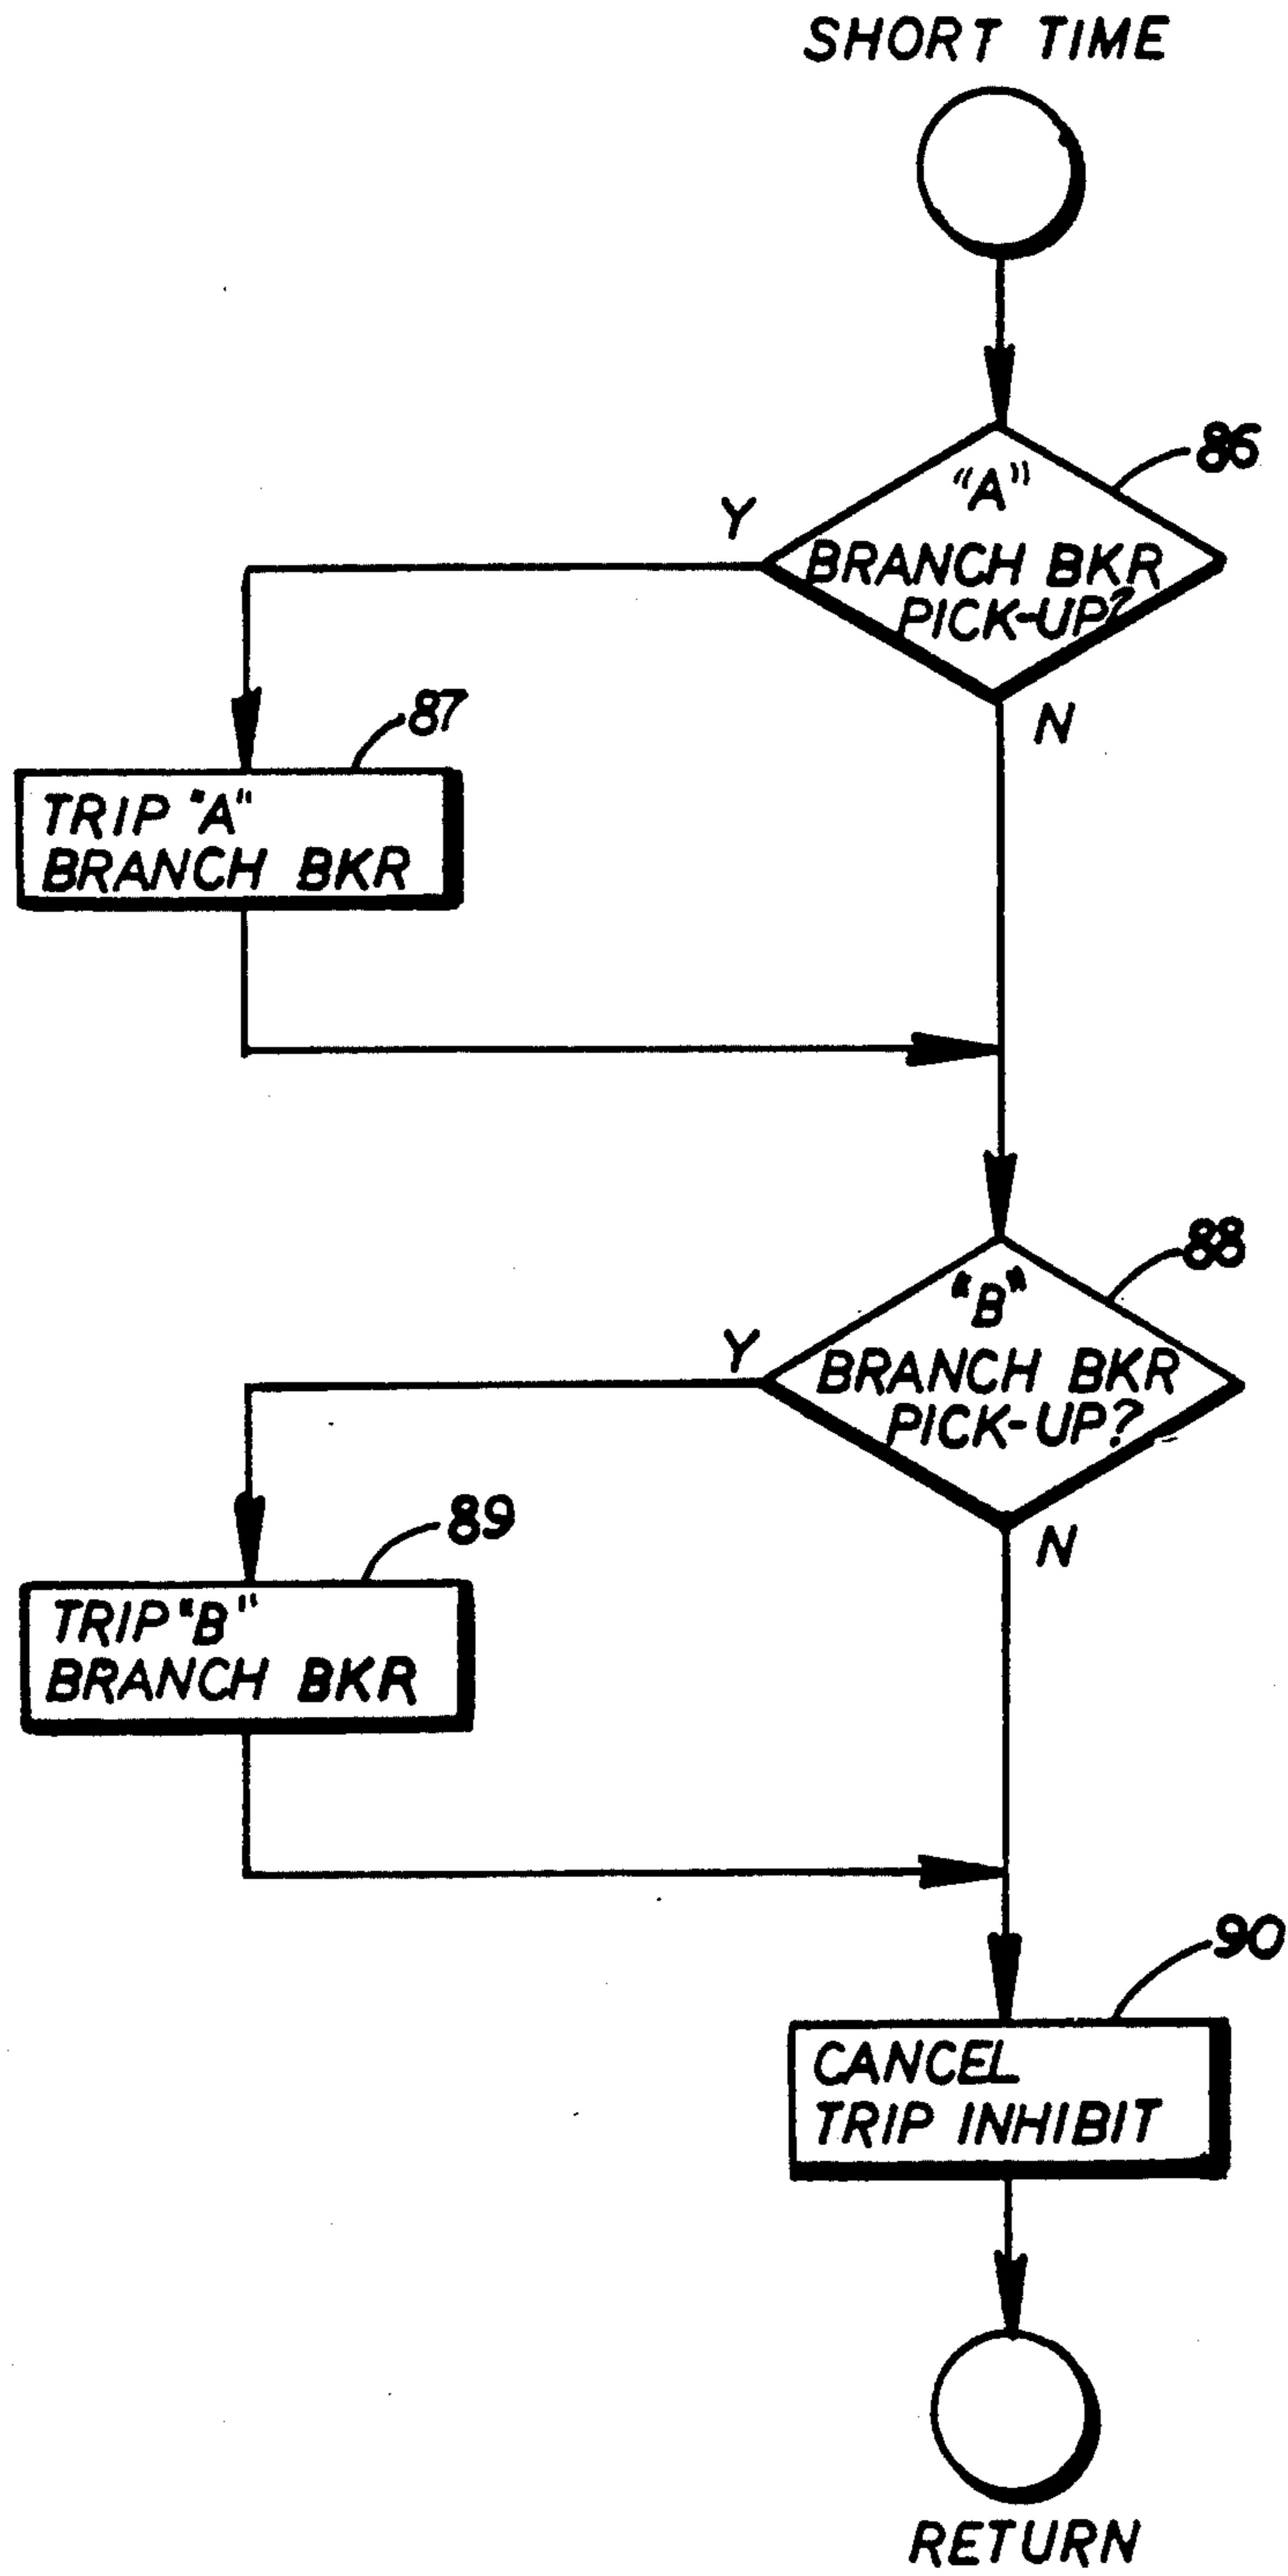 SHORT TIME
86
"A"
BRANCH BKR
PICK-UP?
Y
N
87
TRIP "A"
BRANCH BKR
88
"B"
BRANCH BKR
PICK-UP?
Y
N
89
TRIP "B"
BRANCH BKR
90
CANCEL
TRIP INHIBIT
RETURN